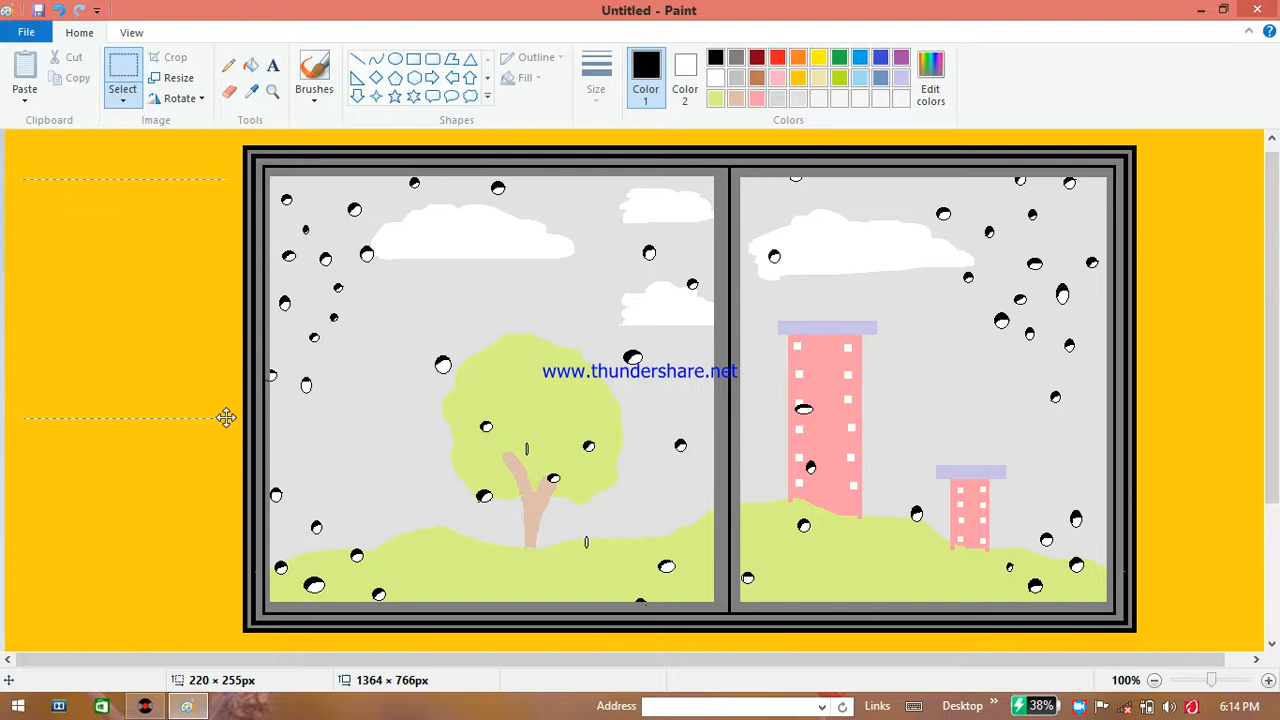 Untitled - Paint
File Home View
Paste
Cut
Copy
Clipboard
Select
Crop
Resize
Rotate
Image
Tools
Brushes
Shapes
Outline
Fill
Size
Color 1
Color 2
Edit colors
Colors
www.thundershare.net
220 × 255px 1364 × 766px 100%
Address Links Desktop 38% 6:14 PM